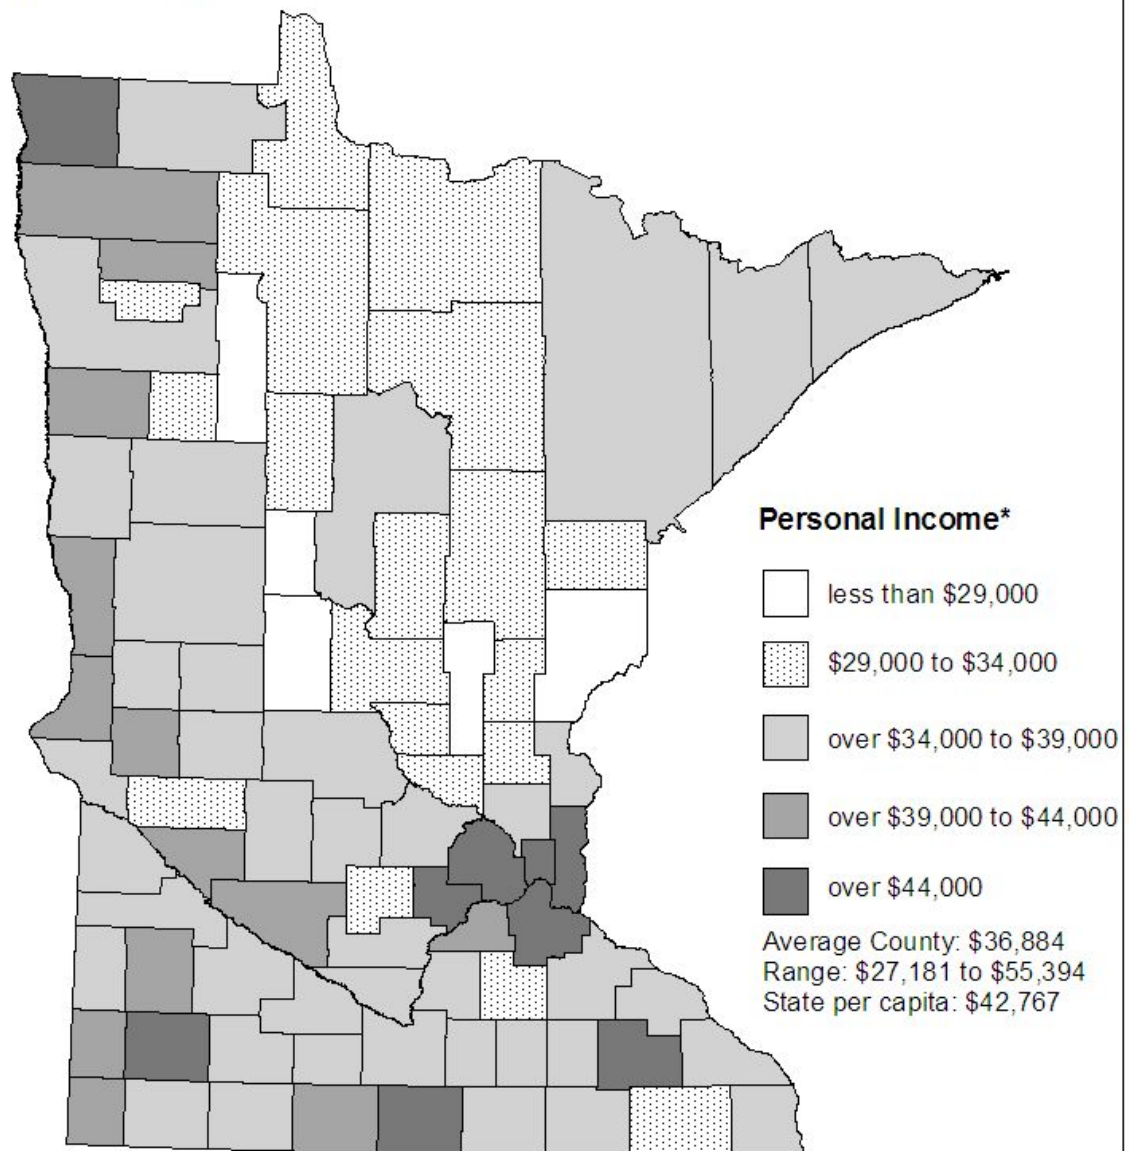 Personal Income*
less than $29,000
$29,000 to $34,000
over $34,000 to $39,000
over $39,000 to $44,000
over $44,000
Average County: $36,884
Range: $27,181 to $55,394
State per capita: $42,767